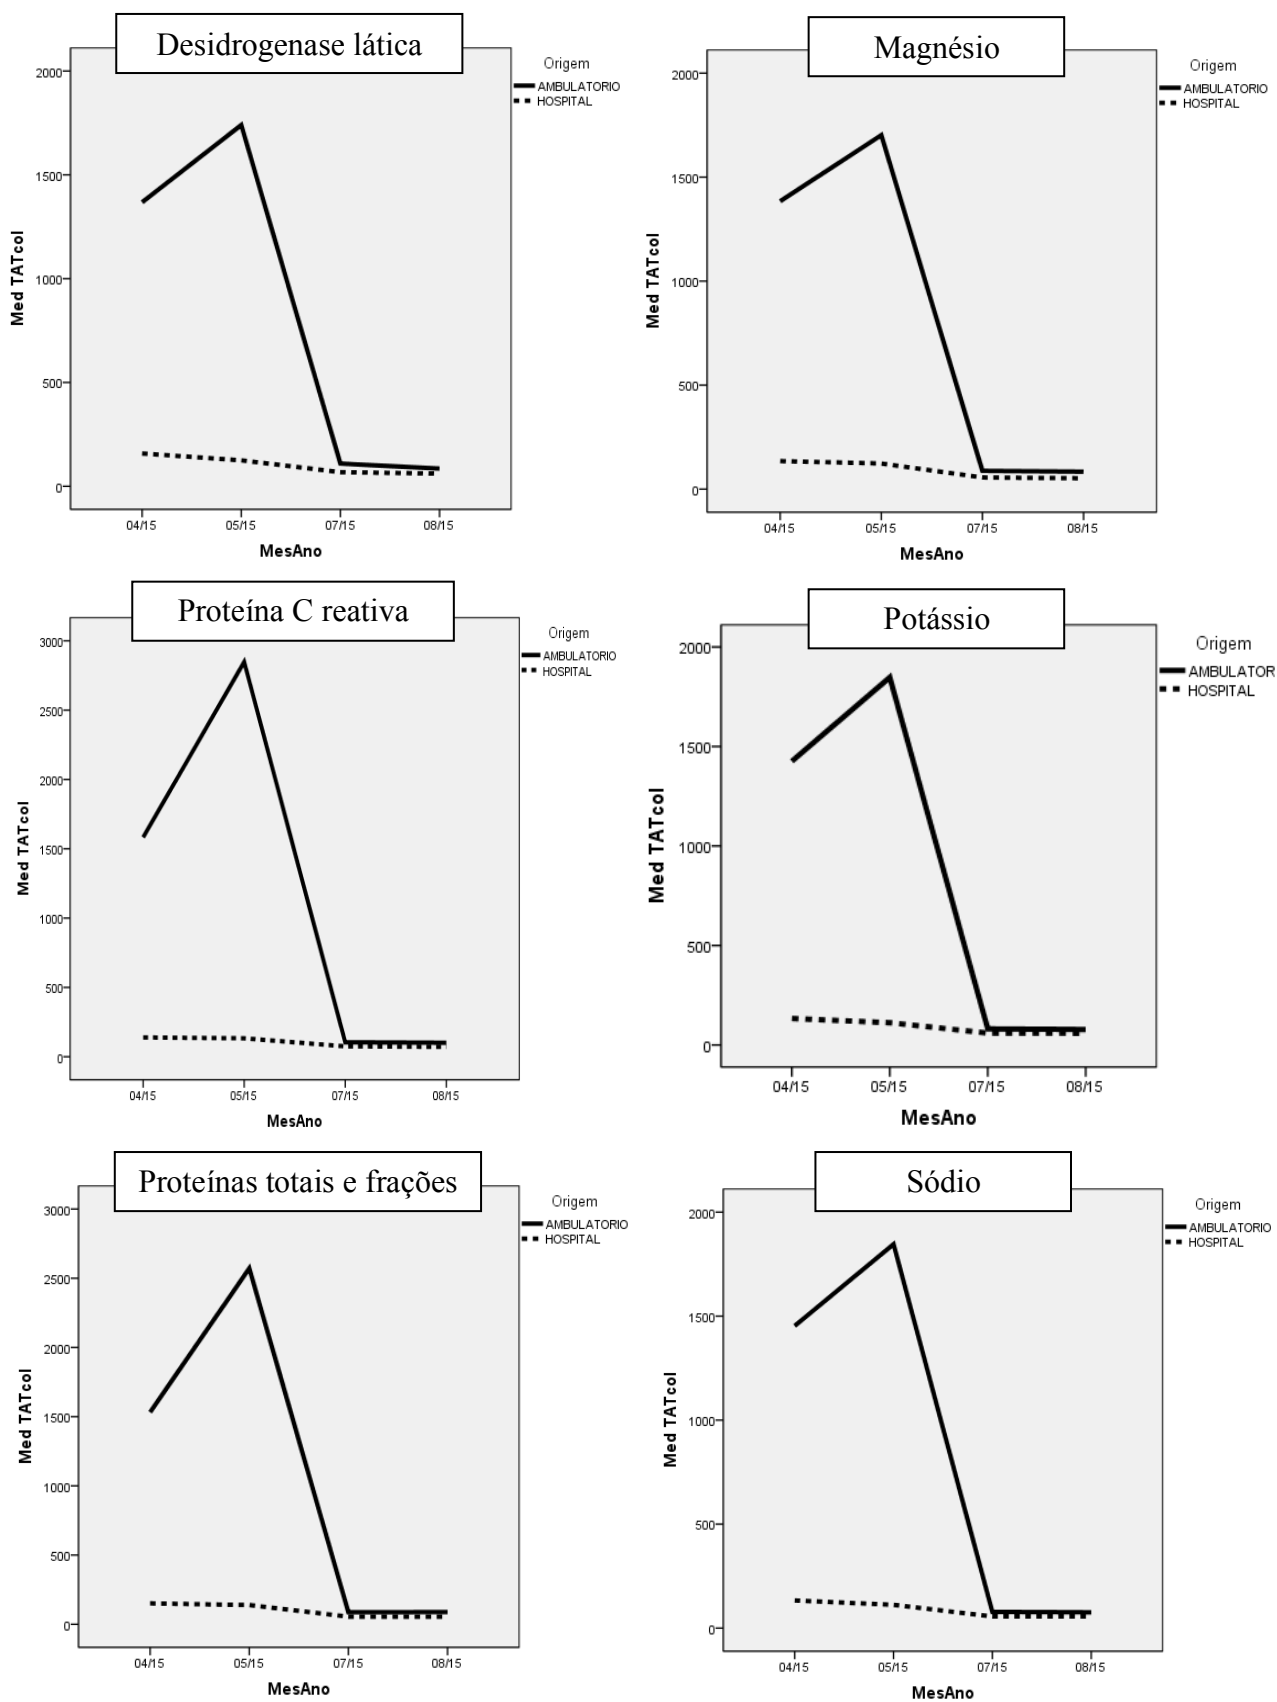 Desidrogenase lática
Origem
AMBULATORIO
HOSPITAL
2000
1500
1000
500
0
Med TATcol
04/15
05/15
07/15
08/15
MesAno
Magnésio
Origem
AMBULATORIO
HOSPITAL
2000
1500
1000
500
0
Med TATcol
04/15
05/15
07/15
08/15
MesAno
Proteína C reativa
Origem
AMBULATORIO
HOSPITAL
3000
2500
2000
1500
1000
500
0
Med TATcol
04/15
05/15
07/15
08/15
MesAno
Potássio
Origem
AMBULATOR
HOSPITAL
2000
1500
1000
500
0
Med TATcol
04/15
05/15
07/15
08/15
MesAno
Proteínas totais e frações
Origem
AMBULATORIO
HOSPITAL
3000
2500
2000
1500
1000
500
0
Med TATcol
04/15
05/15
07/15
08/15
MesAno
Sódio
Origem
AMBULATORIO
HOSPITAL
2000
1500
1000
500
0
Med TATcol
04/15
05/15
07/15
08/15
MesAno